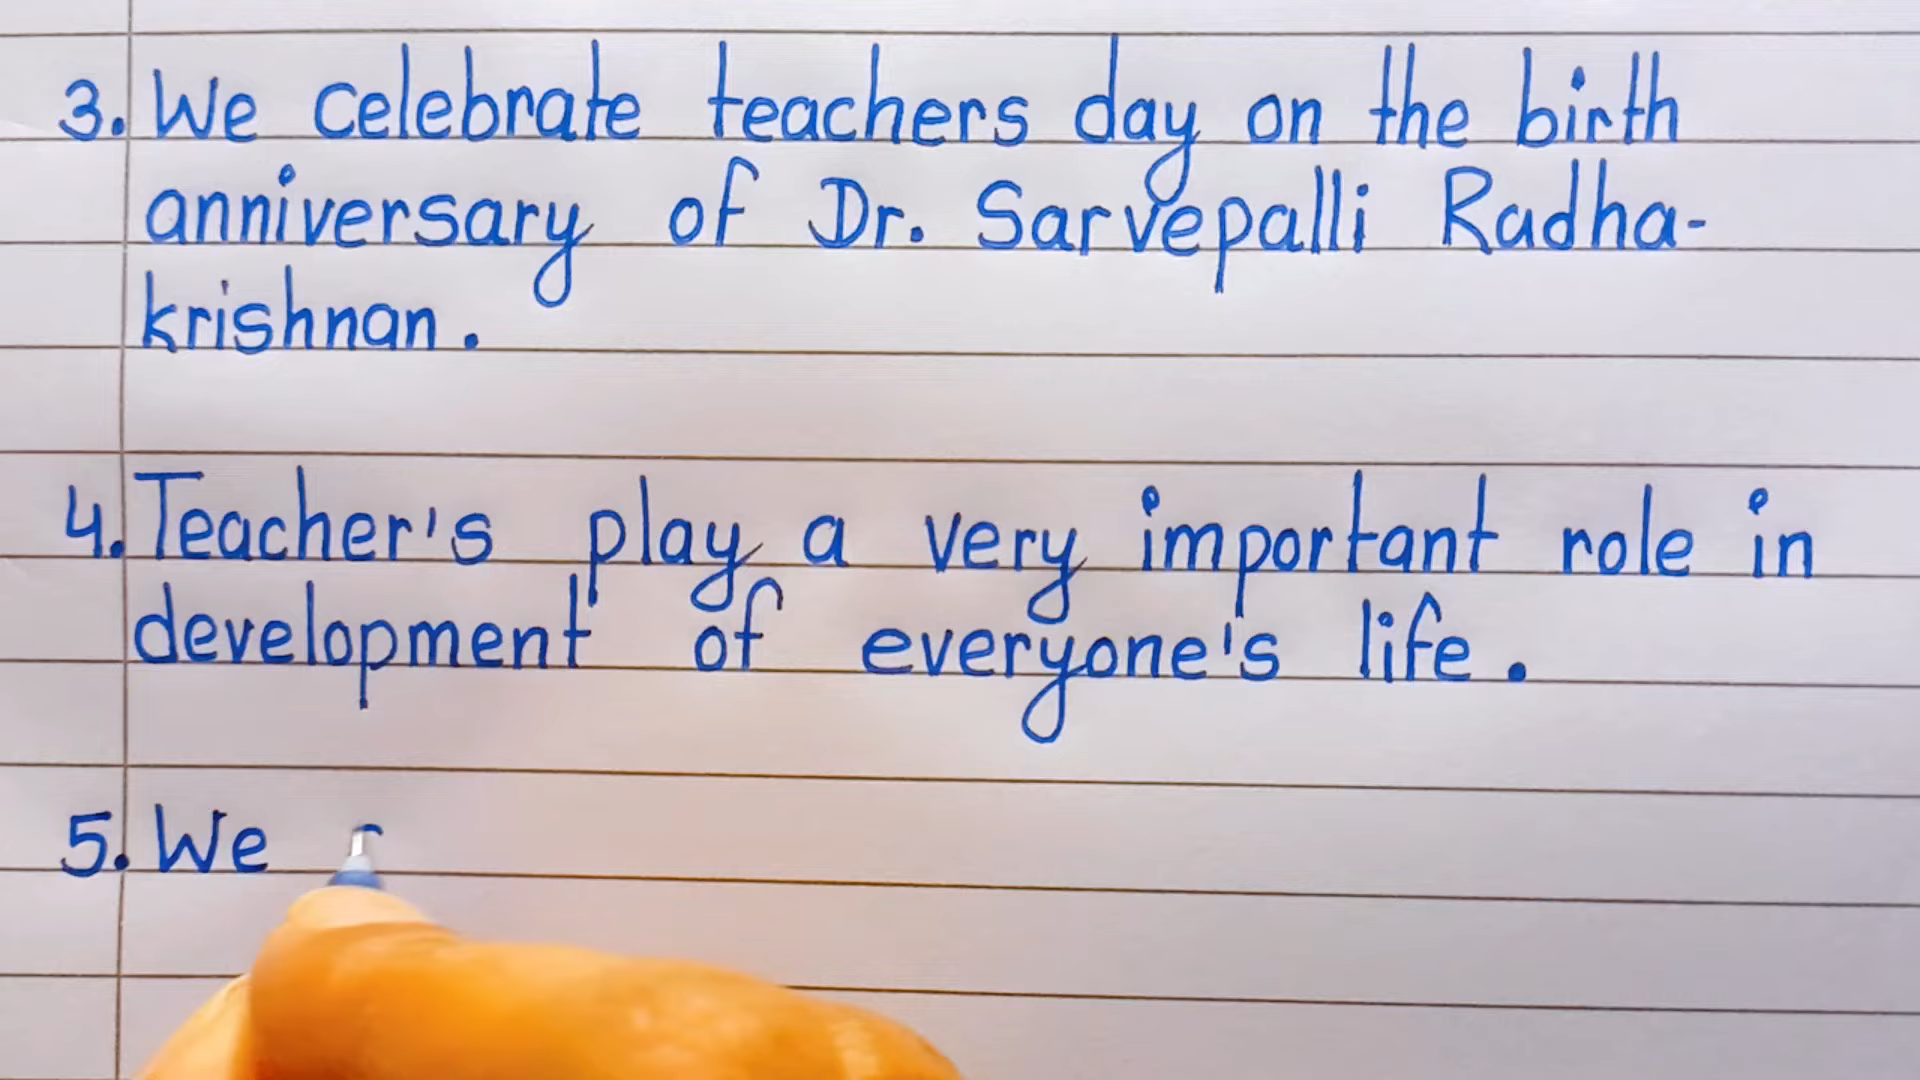 3. We celebrate teachers day on the birth
anniversary of Dr. Sarvepalli Radha-
krishnan.
4. Teacher's play a very important role in
development of everyone's life.
5. We